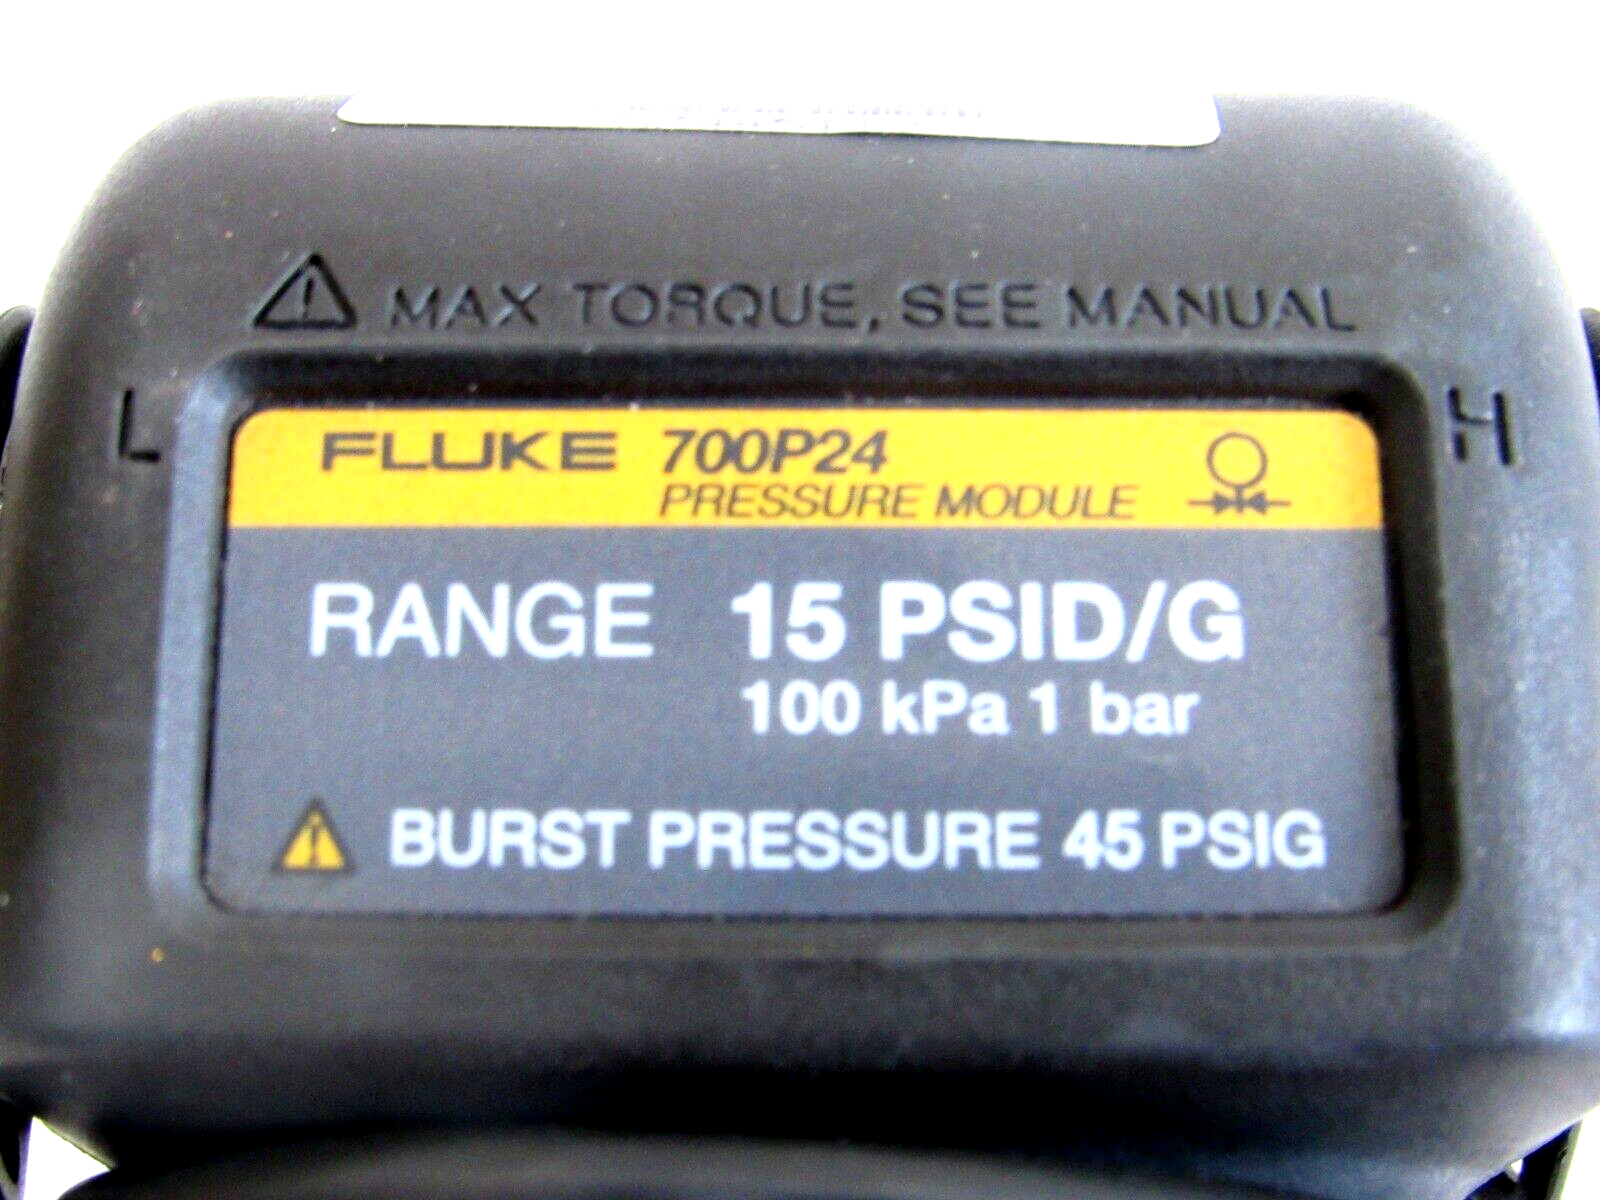 MAX TORQUE, SEE MANUAL
L
H
FLUKE 700P24
PRESSURE MODULE
RANGE 15 PSID/G
100 kPa 1 bar
BURST PRESSURE 45 PSIG